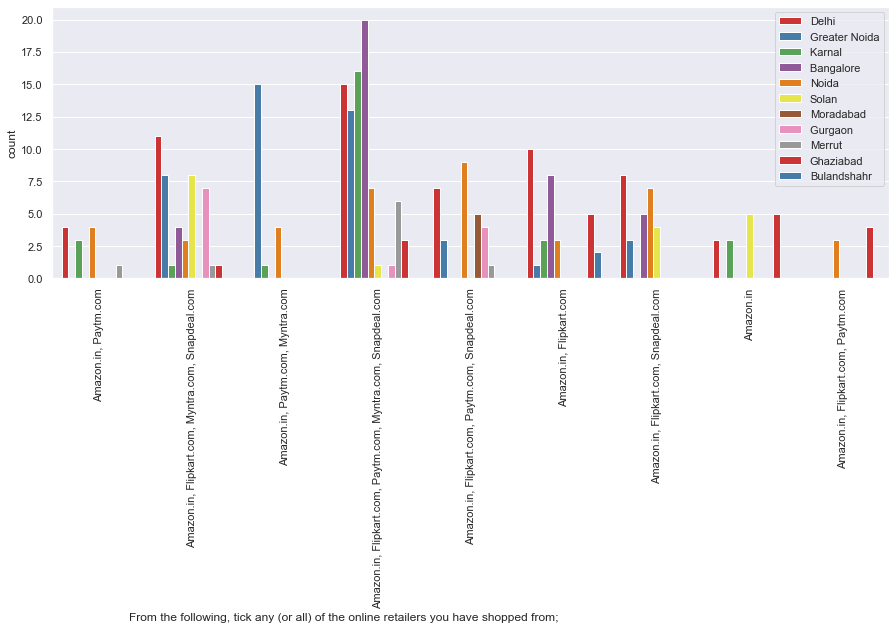 20.0
17.5
15.0
12.5
10.0
7.5
5.0
2.5
0.0
count
Delhi
Greater Noida
Karnal
Bangalore
Noida
Solan
Moradabad
Gurgaon
Merrut
Ghaziabad
Bulandshahr
Amazon.in, Paytm.com
Amazon.in, Flipkart.com, Myntra.com, Snapdeal.com
Amazon.in, Paytm.com, Myntra.com
Amazon.in, Flipkart.com, Paytm.com, Myntra.com, Snapdeal.com
Amazon.in, Flipkart.com, Paytm.com, Snapdeal.com
Amazon.in, Flipkart.com
Amazon.in, Flipkart.com, Snapdeal.com
Amazon.in
Amazon.in, Flipkart.com, Paytm.com
From the following, tick any (or all) of the online retailers you have shopped from;